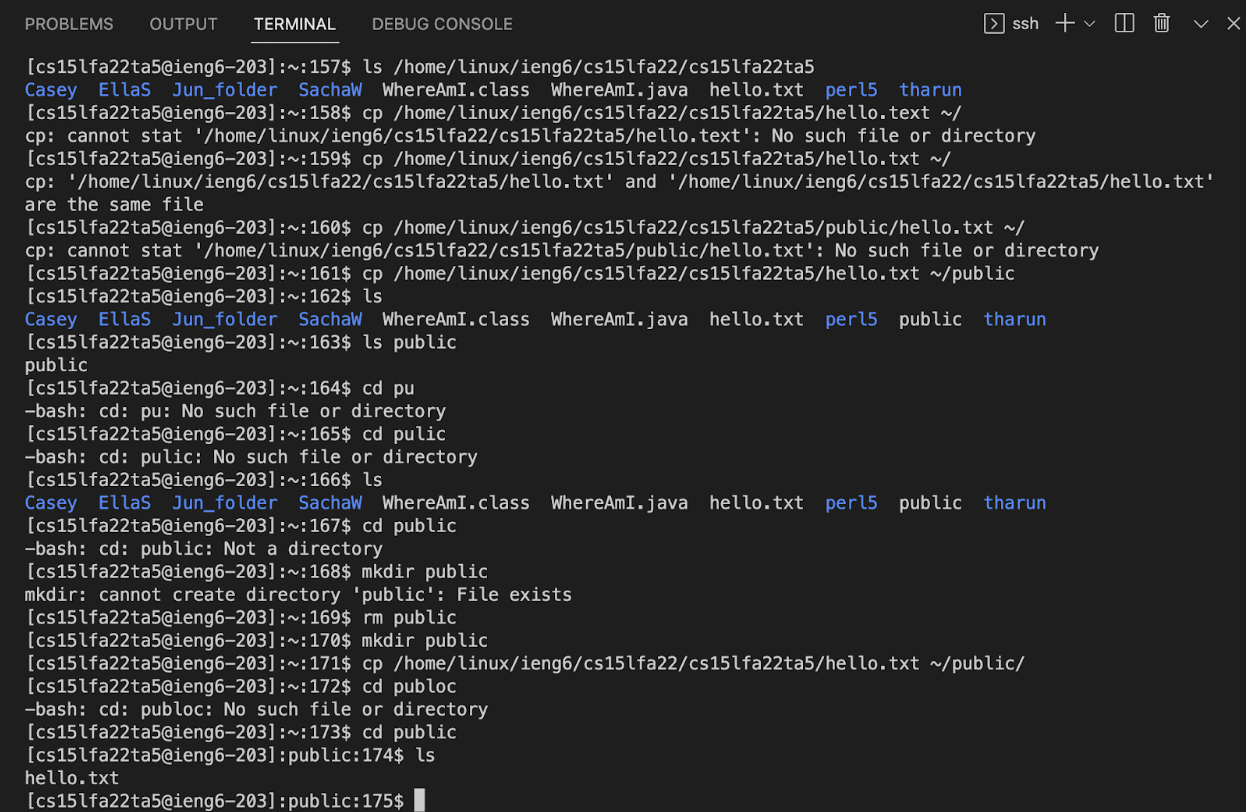 PROBLEMS OUTPUT TERMINAL DEBUG CONSOLE ssh
[cs15lfa22ta5@ieng6-203]:~:157$ ls /home/linux/ieng6/cs15lfa22/cs15lfa22ta5
Casey EllaS Jun_folder SachaW WhereAmI.class WhereAmI.java hello.txt perl5 tharun
[cs15lfa22ta5@ieng6-203]:~:158$ cp /home/linux/ieng6/cs15lfa22/cs15lfa22ta5/hello.text ~/
cp: cannot stat '/home/linux/ieng6/cs15lfa22/cs15lfa22ta5/hello.text': No such file or directory
[cs15lfa22ta5@ieng6-203]:~:159$ cp /home/linux/ieng6/cs15lfa22/cs15lfa22ta5/hello.txt ~/
cp: '/home/linux/ieng6/cs15lfa22/cs15lfa22ta5/hello.txt' and '/home/linux/ieng6/cs15lfa22/cs15lfa22ta5/hello.txt'
are the same file
[cs15lfa22ta5@ieng6-203]:~:160$ cp /home/linux/ieng6/cs15lfa22/cs15lfa22ta5/public/hello.txt ~/
cp: cannot stat '/home/linux/ieng6/cs15lfa22/cs15lfa22ta5/public/hello.txt': No such file or directory
[cs15lfa22ta5@ieng6-203]:~:161$ cp /home/linux/ieng6/cs15lfa22/cs15lfa22ta5/hello.txt ~/public
[cs15lfa22ta5@ieng6-203]:~:162$ ls
Casey EllaS Jun_folder SachaW WhereAmI.class WhereAmI.java hello.txt perl5 public tharun
[cs15lfa22ta5@ieng6-203]:~:163$ ls public
public
[cs15lfa22ta5@ieng6-203]:~:164$ cd pu
-bash: cd: pu: No such file or directory
[cs15lfa22ta5@ieng6-203]:~:165$ cd pulic
-bash: cd: pulic: No such file or directory
[cs15lfa22ta5@ieng6-203]:~:166$ ls
Casey EllaS Jun_folder SachaW WhereAmI.class WhereAmI.java hello.txt perl5 public tharun
[cs15lfa22ta5@ieng6-203]:~:167$ cd public
-bash: cd: public: Not a directory
[cs15lfa22ta5@ieng6-203]:~:168$ mkdir public
mkdir: cannot create directory 'public': File exists
[cs15lfa22ta5@ieng6-203]:~:169$ rm public
[cs15lfa22ta5@ieng6-203]:~:170$ mkdir public
[cs15lfa22ta5@ieng6-203]:~:171$ cp /home/linux/ieng6/cs15lfa22/cs15lfa22ta5/hello.txt ~/public/
[cs15lfa22ta5@ieng6-203]:~:172$ cd publoc
-bash: cd: publoc: No such file or directory
[cs15lfa22ta5@ieng6-203]:~:173$ cd public
[cs15lfa22ta5@ieng6-203]:public:174$ ls
hello.txt
[cs15lfa22ta5@ieng6-203]:public:175$